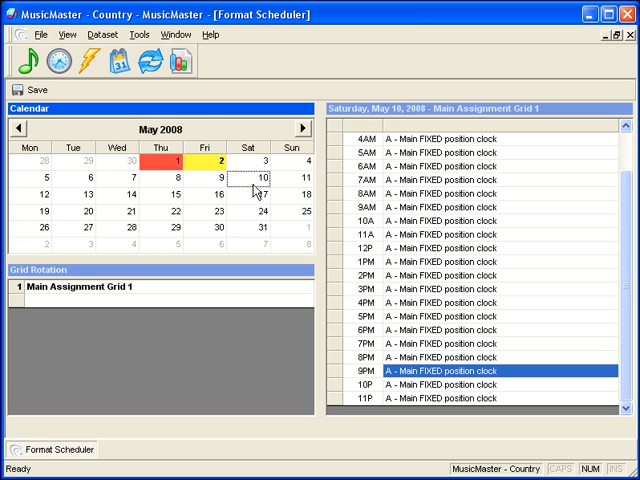 MusicMaster - Country - MusicMaster - [Format Scheduler]
File View Dataset Tools Window Help
31
Save
Calendar
May 2008
Mon Tue Wed Thu Fri Sat Sun
28 29 30 1 2 3 4
5 6 7 8 9 10 11
12 13 14 15 16 17 18
19 20 21 22 23 24 25
26 27 28 29 30 31 1
2 3 4 5 6 7 8
Grid Rotation
1 Main Assignment Grid 1
Saturday, May 10, 2008 - Main Assignment Grid 1
4AM A - Main FIXED position clock
5AM A - Main FIXED position clock
6AM A - Main FIXED position clock
7AM A - Main FIXED position clock
8AM A - Main FIXED position clock
9AM A - Main FIXED position clock
10A A - Main FIXED position clock
11A A - Main FIXED position clock
12P A - Main FIXED position clock
1PM A - Main FIXED position clock
2PM A - Main FIXED position clock
3PM A - Main FIXED position clock
4PM A - Main FIXED position clock
5PM A - Main FIXED position clock
6PM A - Main FIXED position clock
7PM A - Main FIXED position clock
8PM A - Main FIXED position clock
9PM A - Main FIXED position clock
10P A - Main FIXED position clock
11P A - Main FIXED position clock
Format Scheduler
Ready
MusicMaster - Country CAPS NUM INS